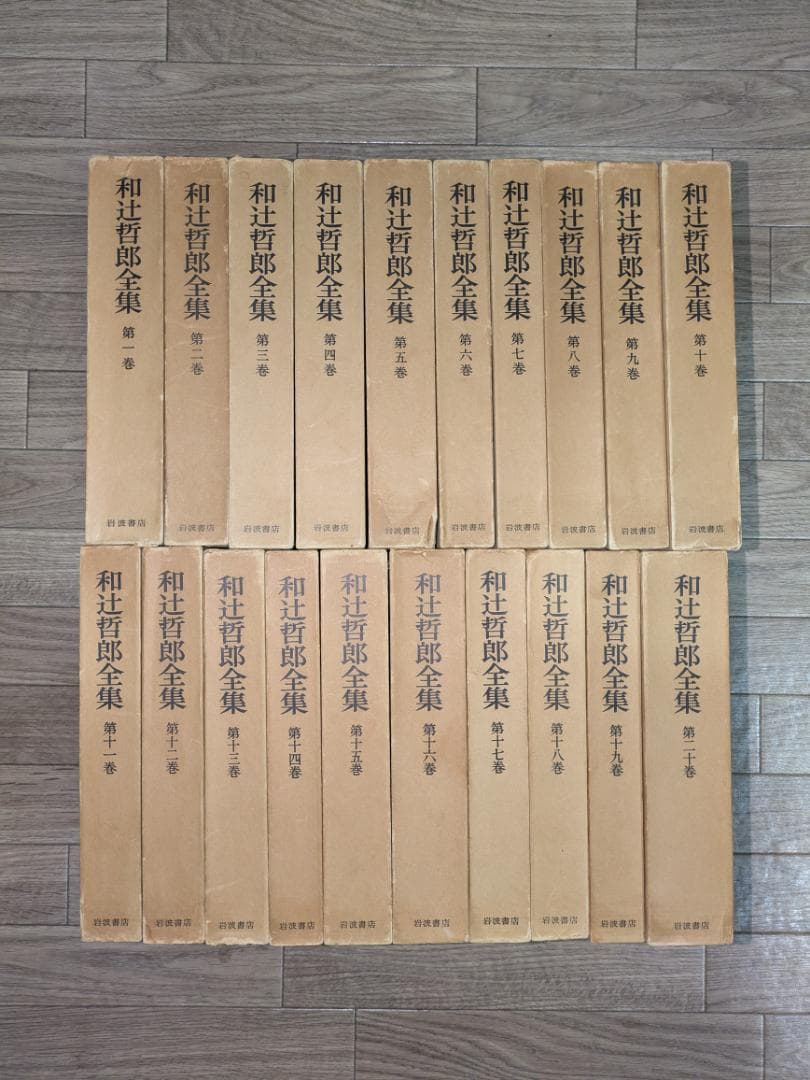 和辻哲郎全集
第一巻
岩波書店
和辻哲郎全集
第二巻
岩波書店
和辻哲郎全集
第三巻
岩波書店
和辻哲郎全集
第四巻
岩波書店
和辻哲郎全集
第五巻
岩波書店
和辻哲郎全集
第六巻
岩波書店
和辻哲郎全集
第七巻
岩波書店
和辻哲郎全集
第八巻
岩波書店
和辻哲郎全集
第九巻
岩波書店
和辻哲郎全集
第十巻
岩波書店
和辻哲郎全集
第十一巻
岩波書店
和辻哲郎全集
第十二巻
岩波書店
和辻哲郎全集
第十三巻
岩波書店
和辻哲郎全集
第十四巻
岩波書店
和辻哲郎全集
第十五巻
岩波書店
和辻哲郎全集
第十六巻
岩波書店
和辻哲郎全集
第十七巻
岩波書店
和辻哲郎全集
第十八巻
岩波書店
和辻哲郎全集
第十九巻
岩波書店
和辻哲郎全集
第二十巻
岩波書店